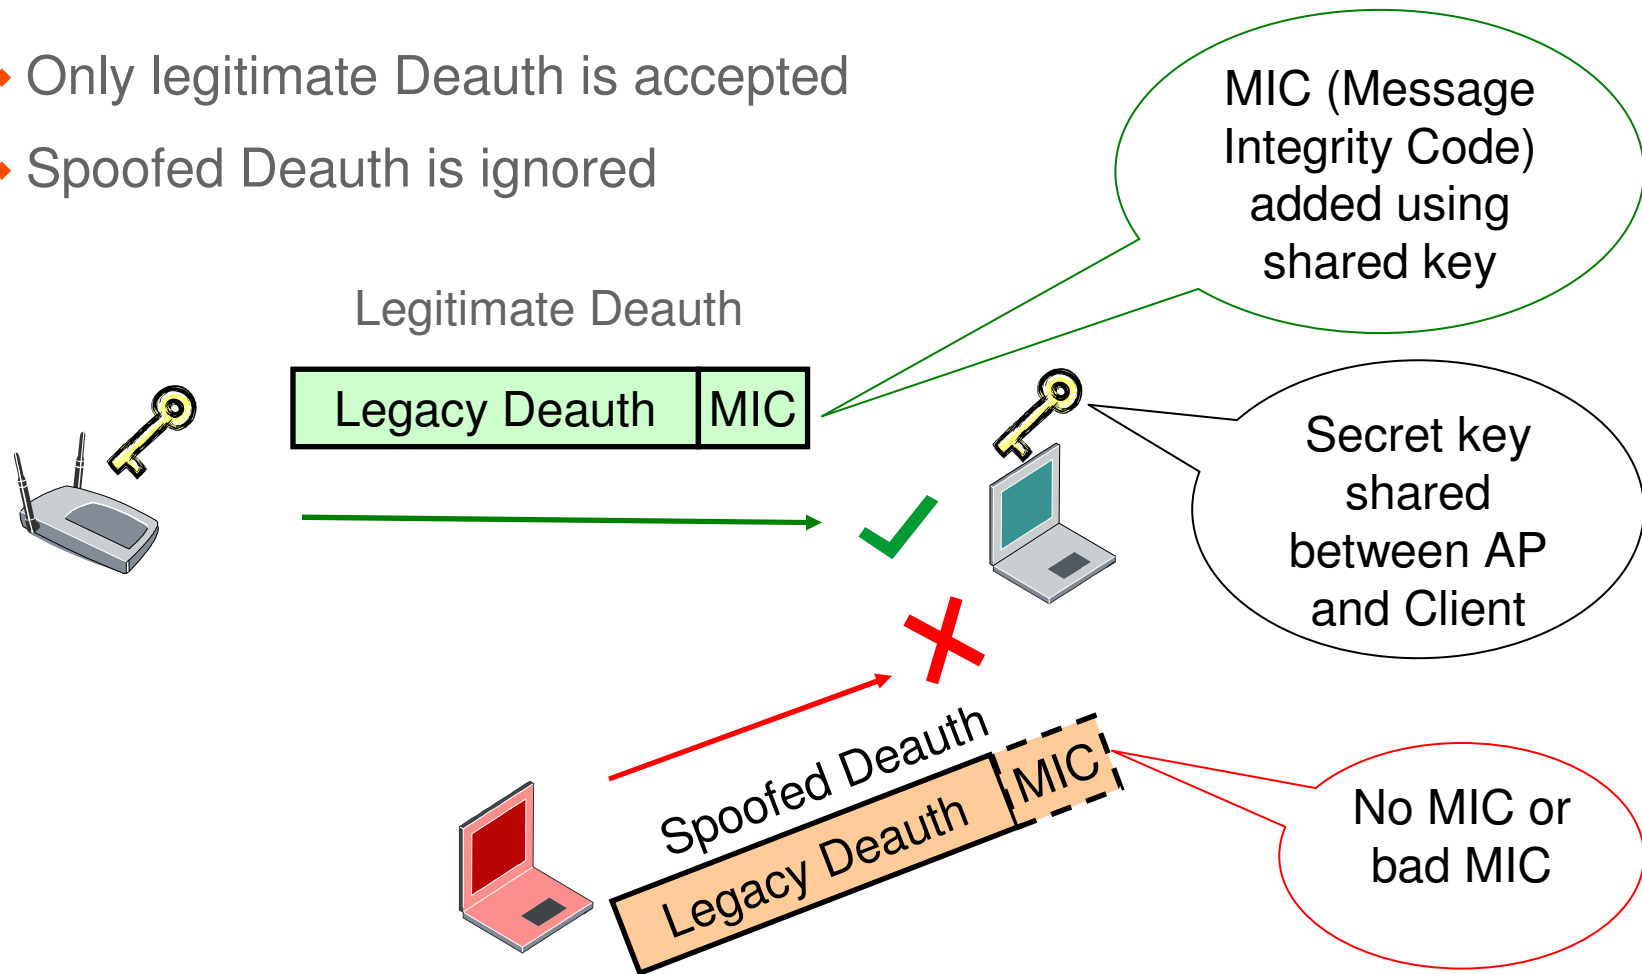 Only legitimate Deauth is accepted
Spoofed Deauth is ignored
MIC (Message
Integrity Code)
added using
shared key
Legitimate Deauth
Legacy Deauth MIC
Secret key
shared
between AP
and Client
Spoofed Deauth
Legacy Deauth MIC
No MIC or
bad MIC